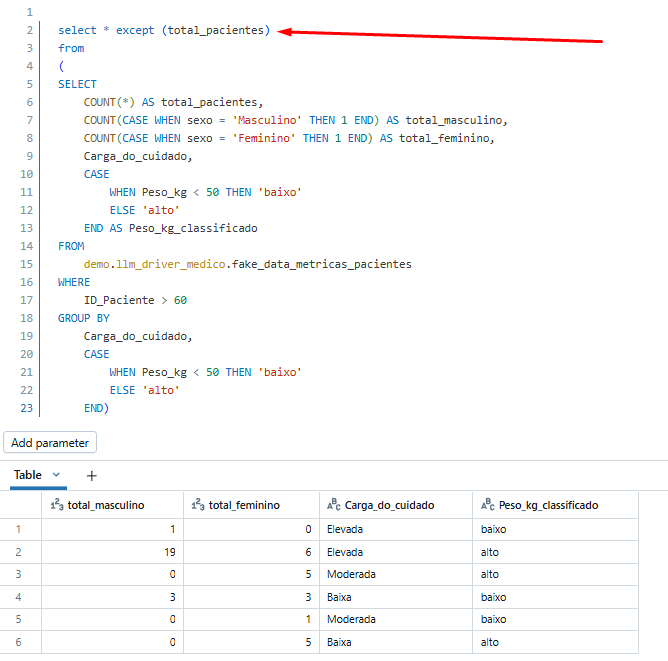 1
2 select * except (total_pacientes)
3 from
4 (
5 SELECT
6 COUNT(*) AS total_pacientes,
7 COUNT(CASE WHEN sexo = 'Masculino' THEN 1 END) AS total_masculino,
8 COUNT(CASE WHEN sexo = 'Feminino' THEN 1 END) AS total_feminino,
9 Carga_do_cuidado,
10 CASE
11 WHEN Peso_kg < 50 THEN 'baixo'
12 ELSE 'alto'
13 END AS Peso_kg_classificado
14 FROM
15 demo.llm_driver_medico.fake_data_metricas_pacientes
16 WHERE
17 ID_Paciente > 60
18 GROUP BY
19 Carga_do_cuidado,
20 CASE
21 WHEN Peso_kg < 50 THEN 'baixo'
22 ELSE 'alto'
23 END)
Add parameter
Table +
123 total_masculino 123 total_feminino ABC Carga_do_cuidado ABC Peso_kg_classificado
1 1 0 Elevada baixo
2 19 6 Elevada alto
3 0 5 Moderada alto
4 3 3 Baixa baixo
5 0 1 Moderada baixo
6 0 5 Baixa alto